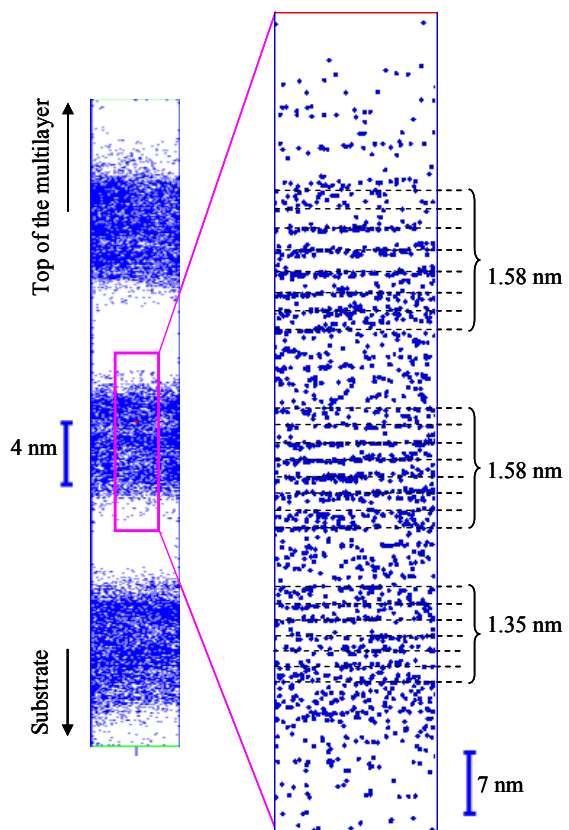 Top of the multilayer
4 nm
Substrate
1.58 nm
1.58 nm
1.35 nm
7 nm